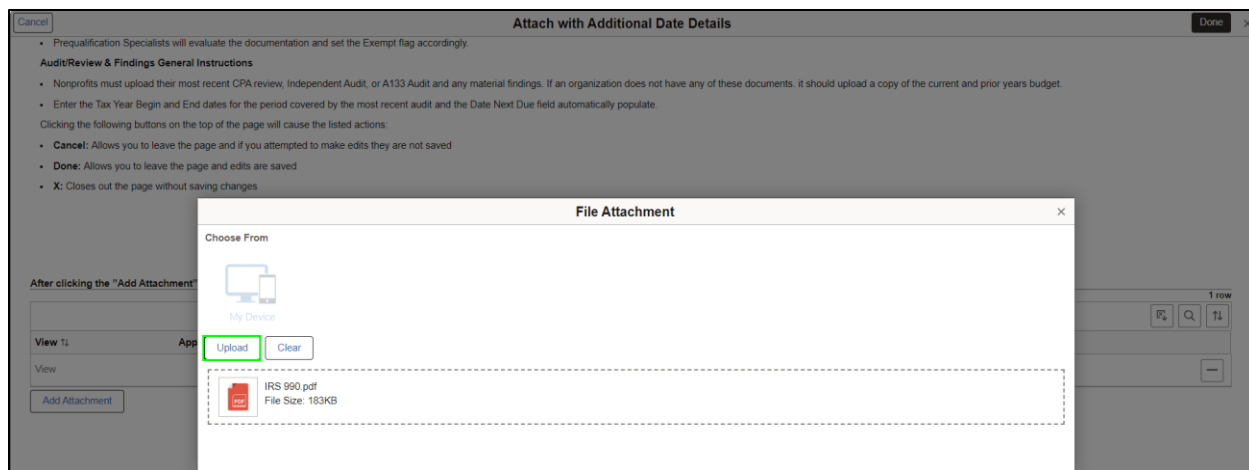 Cancel
Attach with Additional Date Details
Done
×
• Prequalification Specialists will evaluate the documentation and set the Exempt flag accordingly.
Audit/Review & Findings General Instructions
• Nonprofits must upload their most recent CPA review, Independent Audit, or A133 Audit and any material findings. If an organization does not have any of these documents. it should upload a copy of the current and prior years budget.
• Enter the Tax Year Begin and End dates for the period covered by the most recent audit and the Date Next Due field automatically populate.
Clicking the following buttons on the top of the page will cause the listed actions:
• Cancel: Allows you to leave the page and if you attempted to make edits they are not saved
• Done: Allows you to leave the page and edits are saved
• X: Closes out the page without saving changes
File Attachment
×
Choose From
My Device
After clicking the "Add Attachment"
1 row
View
App
Upload
Clear
View
IRS 990.pdf
File Size: 183KB
PDF
Add Attachment